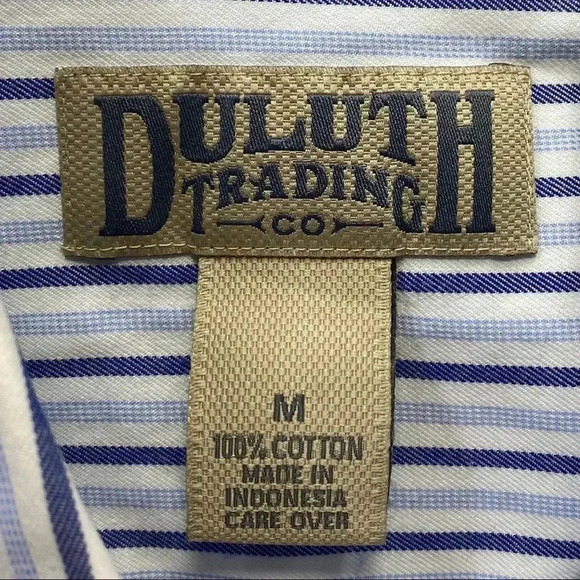 DULUTH
TRADING
CO
M
100% COTTON
MADE IN
INDONESIA
CARE OVER